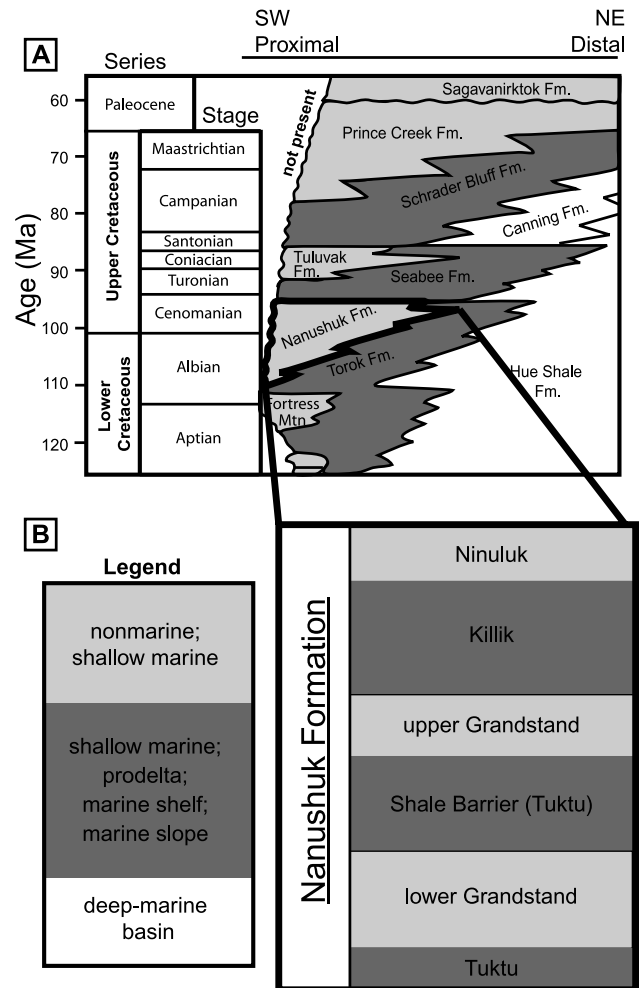 SW
Proximal
NE
Distal
A
Series
Stage
Age (Ma)
60
70
80
90
100
110
120
Paleocene
Upper Cretaceous
Lower
Cretaceous
Maastrichtian
Campanian
Santonian
Coniacian
Turonian
Cenomanian
Albian
Aptian
not present
Sagavanirktok Fm.
Prince Creek Fm.
Schrader Bluff Fm.
Canning Fm.
Tuluvak
Fm.
Seabee Fm.
Nanushuk Fm.
Torok Fm.
Hue Shale
Fm.
Fortress
Mtn
B
Legend
nonmarine;
shallow marine
shallow marine;
prodelta;
marine shelf;
marine slope
deep-marine
basin
Nanushuk Formation
Ninuluk
Killik
upper Grandstand
Shale Barrier (Tuktu)
lower Grandstand
Tuktu